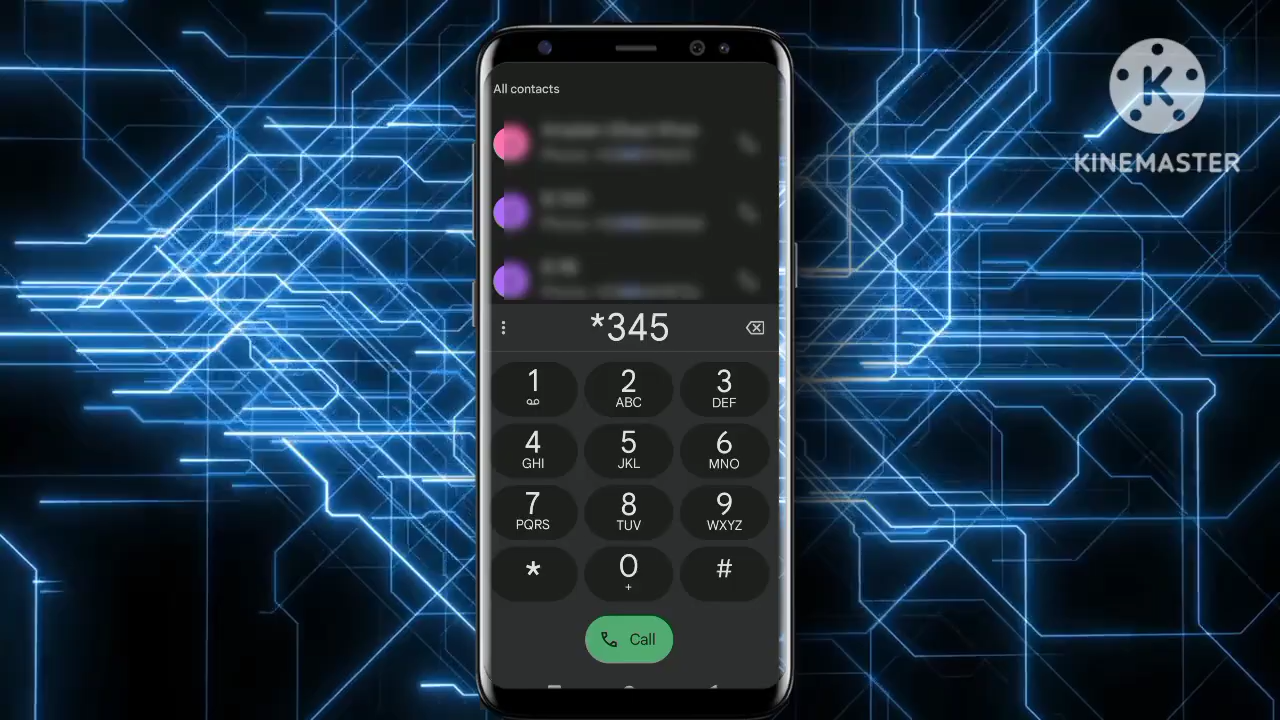 All contacts
*345
1
2
ABC
3
DEF
4
GHI
5
JKL
6
MNO
7
PQRS
8
TUV
9
WXYZ
*
0
+
#
Call
K
KINEMASTER